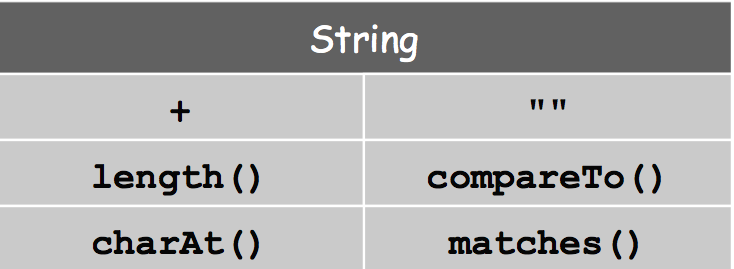 String
+ ""
length() compareTo()
charAt() matches()